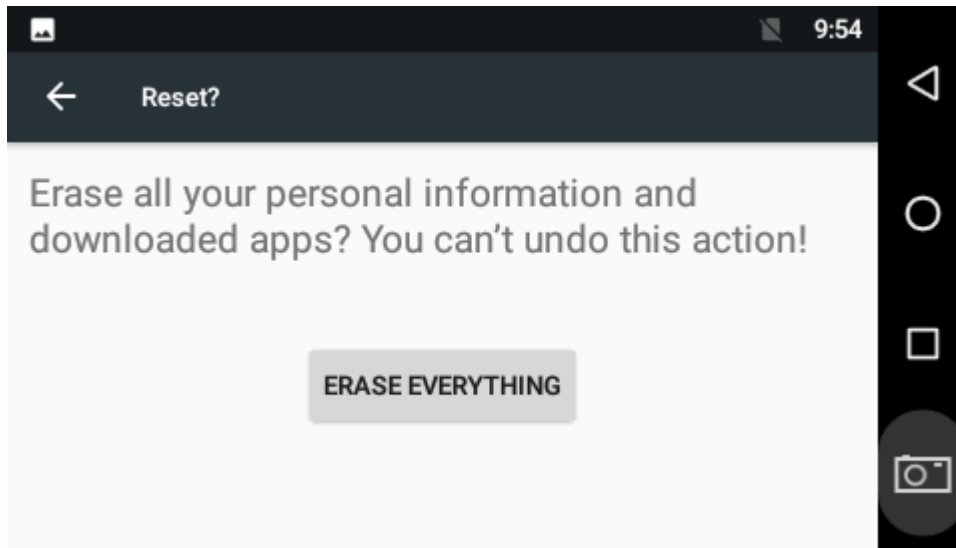 9:54
Reset?
Erase all your personal information and
downloaded apps? You can’t undo this action!
ERASE EVERYTHING